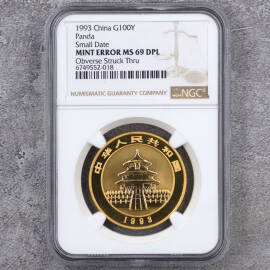 1993 China G100Y
Panda
Small Date
MINT ERROR MS 69 DPL
Obverse Struck Thru
6749552-018
NUMISMATIC GUARANTY COMPANY
NGC
中华人民共和国
1993